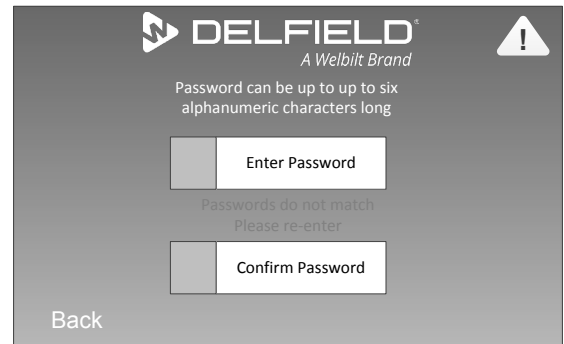 DELFIELD®
A Welbilt Brand
!
Password can be up to up to six
alphanumeric characters long
Enter Password
Passwords do not match
Please re-enter
Confirm Password
Back